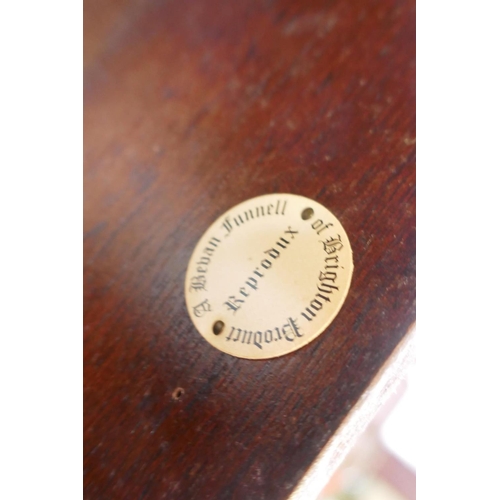 A Bevan Funnell
Reprodux
of Brighton Product